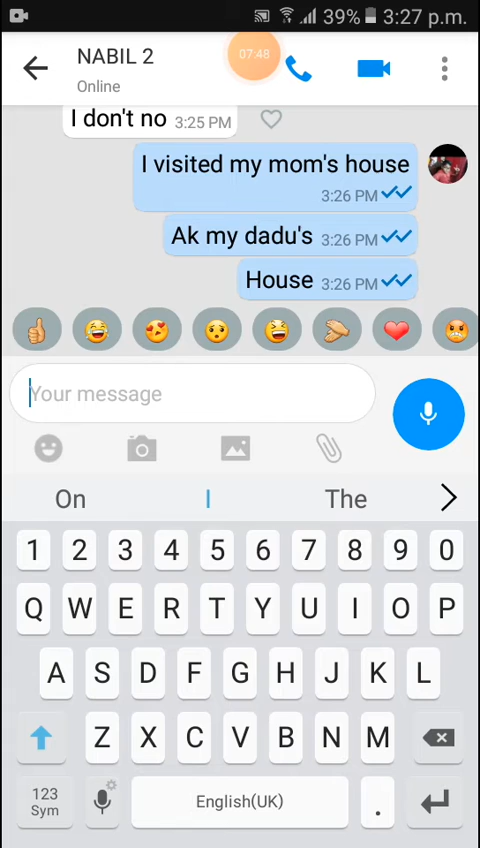 39% 3:27 p.m.
NABIL 2
07:48
Online
I don't no 3:25 PM
I visited my mom's house
3:26 PM
Ak my dadu's 3:26 PM
House 3:26 PM
Your message
On I The
1 2 3 4 5 6 7 8 9 0
Q W E R T Y U I O P
A S D F G H J K L
Z X C V B N M
123
Sym
English(UK)
.